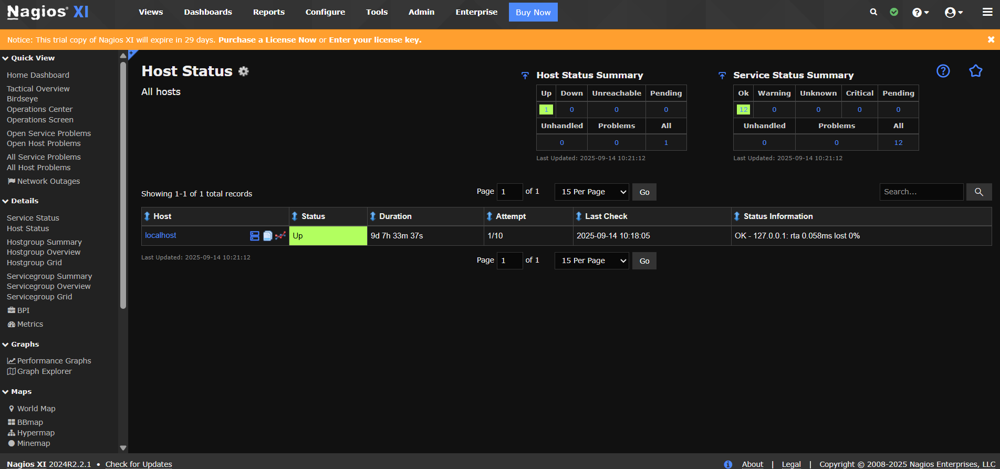 Nagios® XI
Views Dashboards Reports Configure Tools Admin Enterprise Buy Now
Notice: This trial copy of Nagios XI will expire in 29 days. Purchase a License Now or Enter your license key.
Quick View
Home Dashboard
Tactical Overview
Birdseye
Operations Center
Operations Screen
Open Service Problems
Open Host Problems
All Service Problems
All Host Problems
Network Outages
Details
Service Status
Host Status
Hostgroup Summary
Hostgroup Overview
Hostgroup Grid
Servicegroup Summary
Servicegroup Overview
Servicegroup Grid
BPI
Metrics
Graphs
Performance Graphs
Graph Explorer
Maps
World Map
BBmap
Hypermap
Minemap
Host Status
All hosts
Host Status Summary
Up Down Unreachable Pending
1 0 0 0
Unhandled Problems All
0 0 1
Last Updated: 2025-09-14 10:21:12
Service Status Summary
Ok Warning Unknown Critical Pending
12 0 0 0 0
Unhandled Problems All
0 0 12
Last Updated: 2025-09-14 10:21:12
Showing 1-1 of 1 total records
Page 1 of 1 15 Per Page Go
Search...
Host Status Duration Attempt Last Check Status Information
localhost Up 9d 7h 33m 37s 1/10 2025-09-14 10:18:05 OK - 127.0.0.1: rta 0.058ms lost 0%
Last Updated: 2025-09-14 10:21:12
Page 1 of 1 15 Per Page Go
Nagios XI 2024R2.2.1 • Check for Updates
About | Legal | Copyright © 2008-2025 Nagios Enterprises, LLC